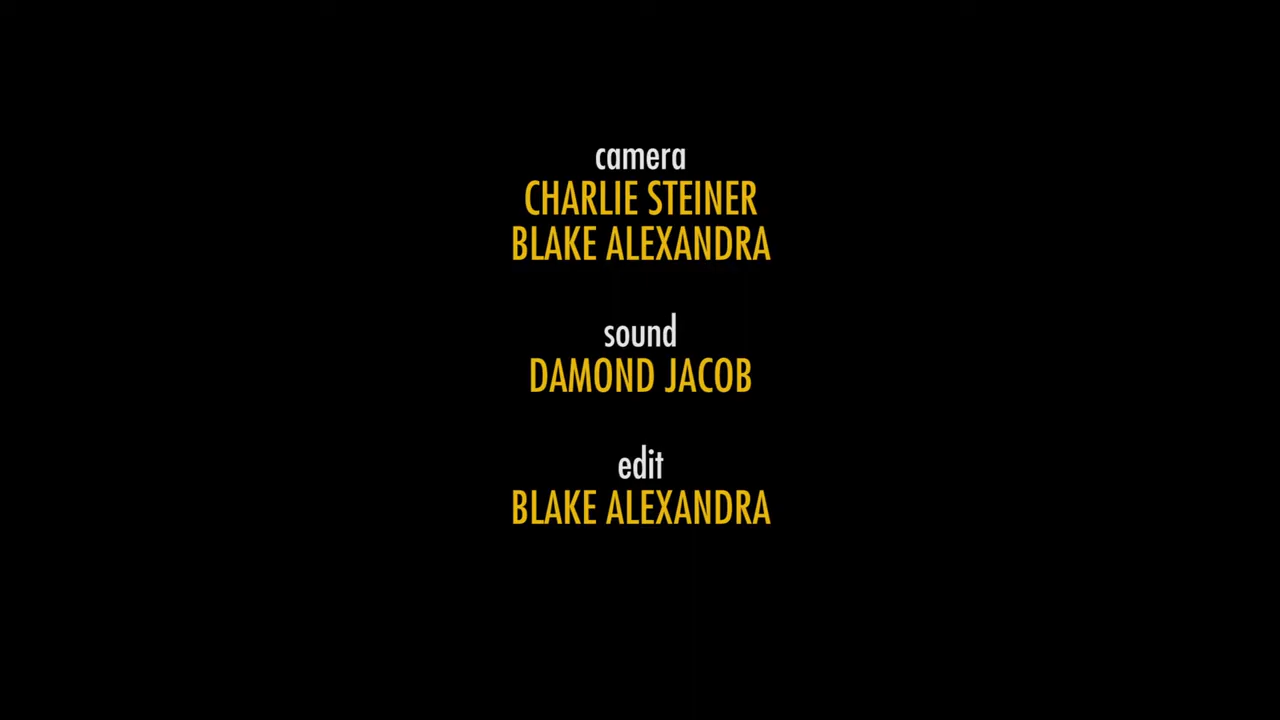 camera
CHARLIE STEINER
BLAKE ALEXANDRA
sound
DAMOND JACOB
edit
BLAKE ALEXANDRA